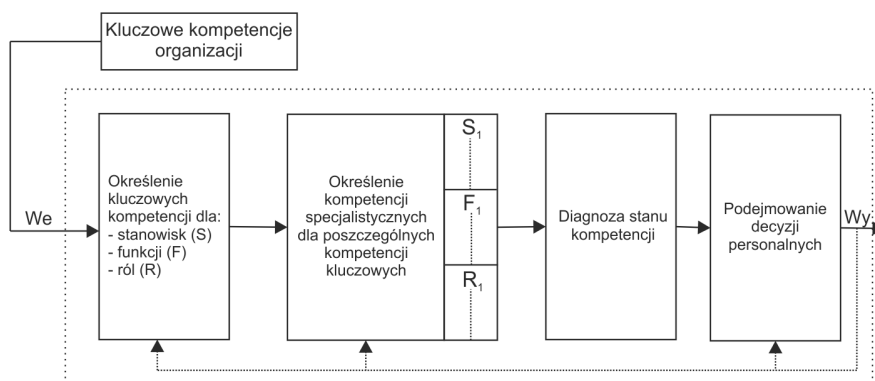 Kluczowe kompetencje
organizacji
We
Określenie
kluczowych
kompetencji dla:
- stanowisk (S)
- funkcji (F)
- ról (R)
Określenie
kompetencji
specjalistycznych
dla poszczególnych
kompetencji
kluczowych
S1
F1
R1
Diagnoza stanu
kompetencji
Podejmowanie
decyzji
personalnych
Wy